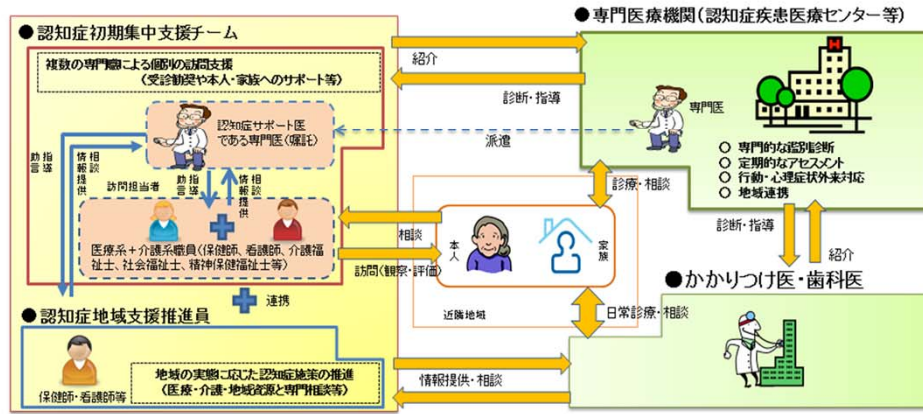 ●認知症初期集中支援チーム
複数の専門職による個別の訪問支援
(受診勧奨や本人・家族へのサポート等)
認知症サポート医
である専門医(嘱託)
指導
助言
相談
情報提供
訪問担当者
指導
助言
相談
情報提供
医療系+介護系職員(保健師、看護師、介護福
祉士、社会福祉士、精神保健福祉士等)
連携
●認知症地域支援推進員
保健師・看護師等
地域の実態に応じた認知症施策の推進
(医療・介護・地域資源と専門相談等)
紹介
診断・指導
派遣
相談
訪問(観察・評価)
本人
家族
近隣地域
診療・相談
日常診療・相談
情報提供・相談
●専門医療機関(認知症疾患医療センター等)
専門医
H
○ 専門的な鑑別診断
○ 定期的なアセスメント
○ 行動・心理症状外来対応
○ 地域連携
診断・指導
紹介
●かかりつけ医・歯科医